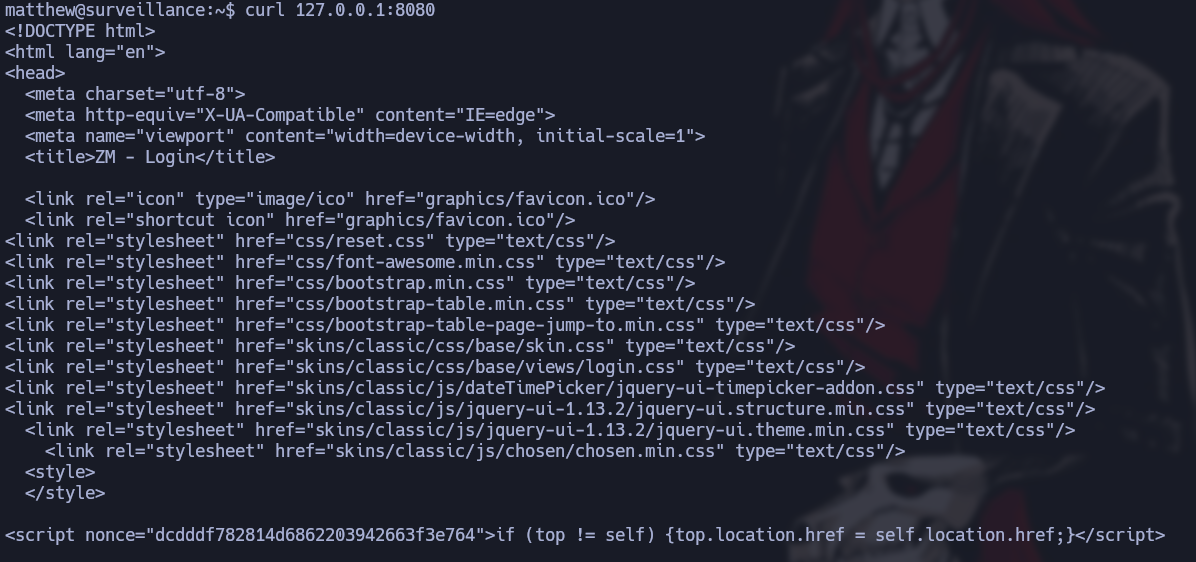 matthew@surveillance:~$ curl 127.0.0.1:8080
<!DOCTYPE html>
<html lang="en">
<head>
  <meta charset="utf-8">
  <meta http-equiv="X-UA-Compatible" content="IE=edge">
  <meta name="viewport" content="width=device-width, initial-scale=1">
  <title>ZM - Login</title>

  <link rel="icon" type="image/ico" href="graphics/favicon.ico"/>
  <link rel="shortcut icon" href="graphics/favicon.ico"/>
<link rel="stylesheet" href="css/reset.css" type="text/css"/>
<link rel="stylesheet" href="css/font-awesome.min.css" type="text/css"/>
<link rel="stylesheet" href="css/bootstrap.min.css" type="text/css"/>
<link rel="stylesheet" href="css/bootstrap-table.min.css" type="text/css"/>
<link rel="stylesheet" href="css/bootstrap-table-page-jump-to.min.css" type="text/css"/>
<link rel="stylesheet" href="skins/classic/css/base/skin.css" type="text/css"/>
<link rel="stylesheet" href="skins/classic/css/base/views/login.css" type="text/css"/>
<link rel="stylesheet" href="skins/classic/js/dateTimePicker/jquery-ui-timepicker-addon.css" type="text/css"/>
<link rel="stylesheet" href="skins/classic/js/jquery-ui-1.13.2/jquery-ui.structure.min.css" type="text/css"/>
  <link rel="stylesheet" href="skins/classic/js/jquery-ui-1.13.2/jquery-ui.theme.min.css" type="text/css"/>
    <link rel="stylesheet" href="skins/classic/js/chosen/chosen.min.css" type="text/css"/>
  <style>
  </style>

<script nonce="dcdddf782814d6862203942663f3e764">if (top != self) {top.location.href = self.location.href;}</script>